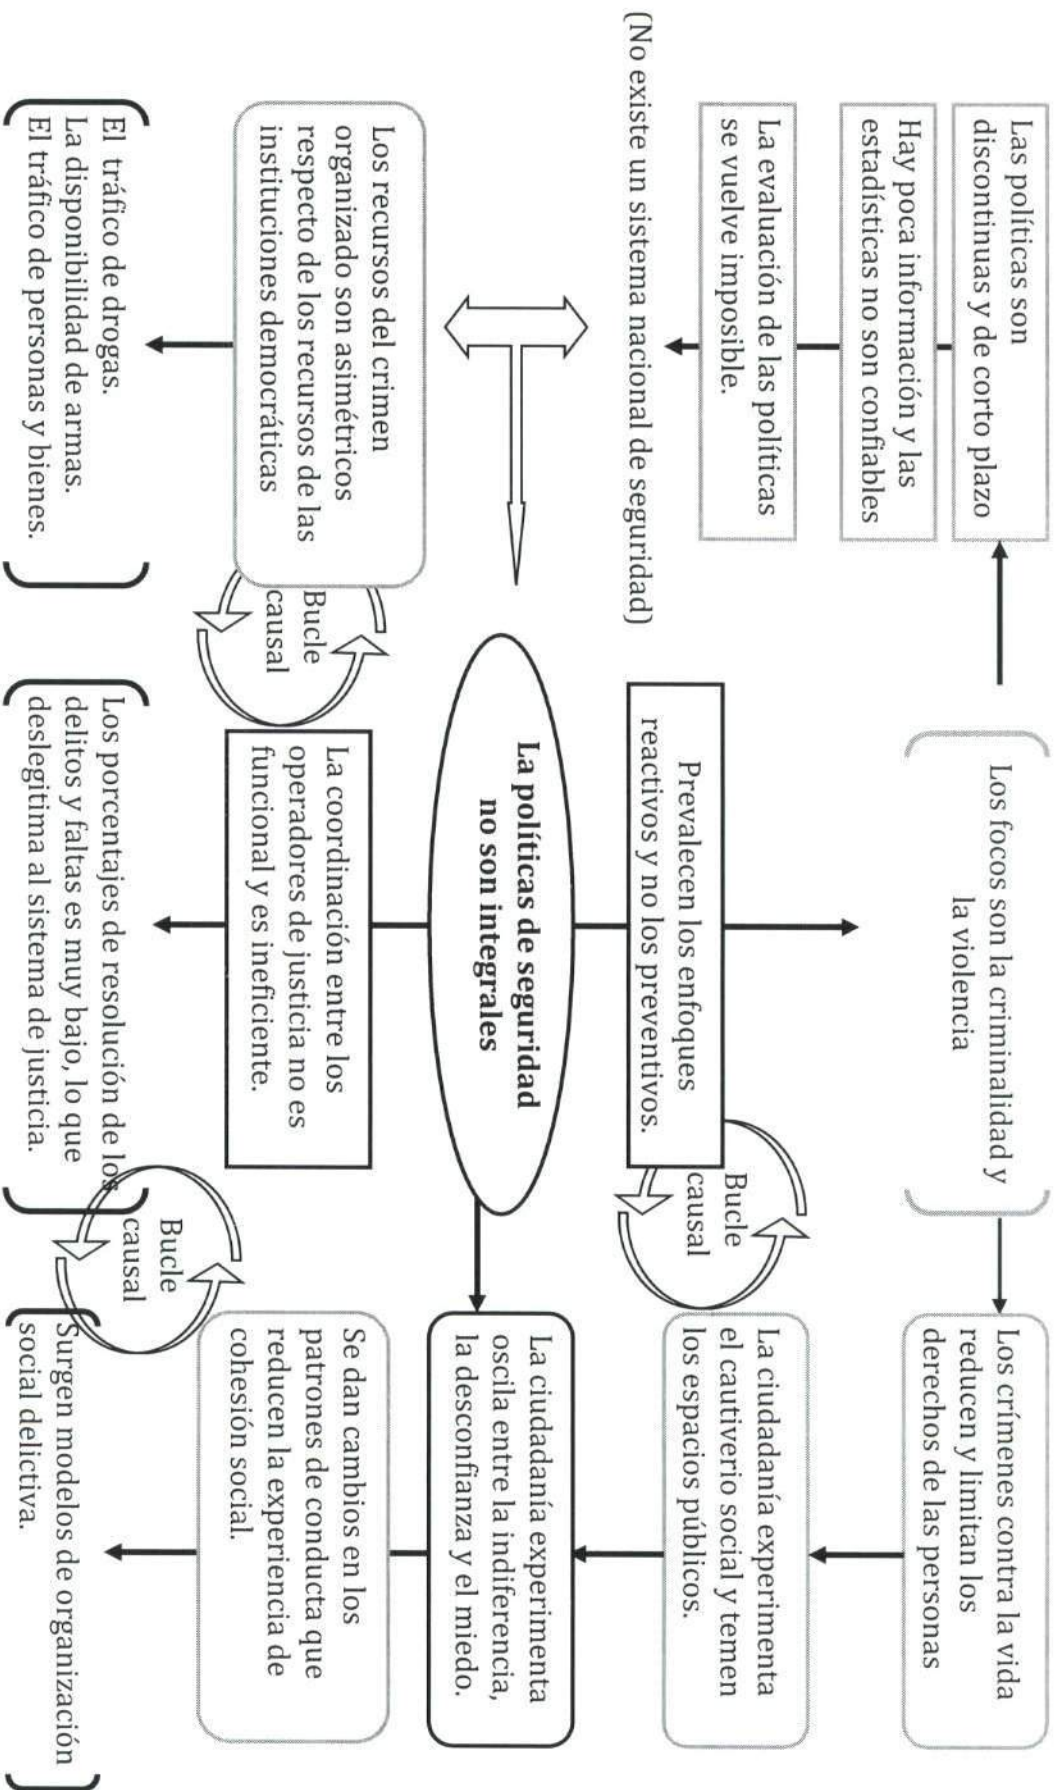 Las políticas son
discontinuas y de corto plazo
Hay poca información y las
estadísticas no son confiables
La evaluación de las políticas
se vuelve imposible.
(No existe un sistema nacional de seguridad)
Los recursos del crimen
organizado son asimétricos
respecto de los recursos de las
instituciones democráticas
El tráfico de drogas.
La disponibilidad de armas.
El tráfico de personas y bienes.
Los focos son la criminalidad y
la violencia
Prevalecen los enfoques
reactivos y no los preventivos.
Bucle
causal
La políticas de seguridad
no son integrales
Bucle
causal
La coordinación entre los
operadores de justicia no es
funcional y es ineficiente.
Los porcentajes de resolución de los
delitos y faltas es muy bajo, lo que
deslegitima al sistema de justicia.
Bucle
causal
Los crímenes contra la vida
reducen y limitan los
derechos de las personas
La ciudadanía experimenta
el cautiverio social y temen
los espacios públicos.
La ciudadanía experimenta
oscila entre la indiferencia,
la desconfianza y el miedo.
Se dan cambios en los
patrones de conducta que
reducen la experiencia de
cohesión social.
Surgen modelos de organización
social delictiva.